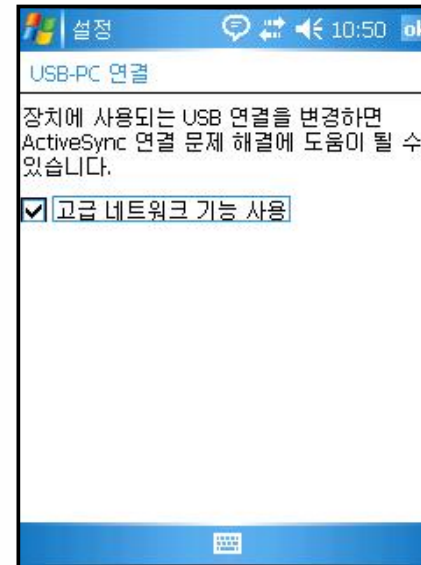 설정 10:50 ok
USB-PC 연결
장치에 사용되는 USB 연결을 변경하면
ActiveSync 연결 문제 해결에 도움이 될 수
있습니다.
고급 네트워크 기능 사용